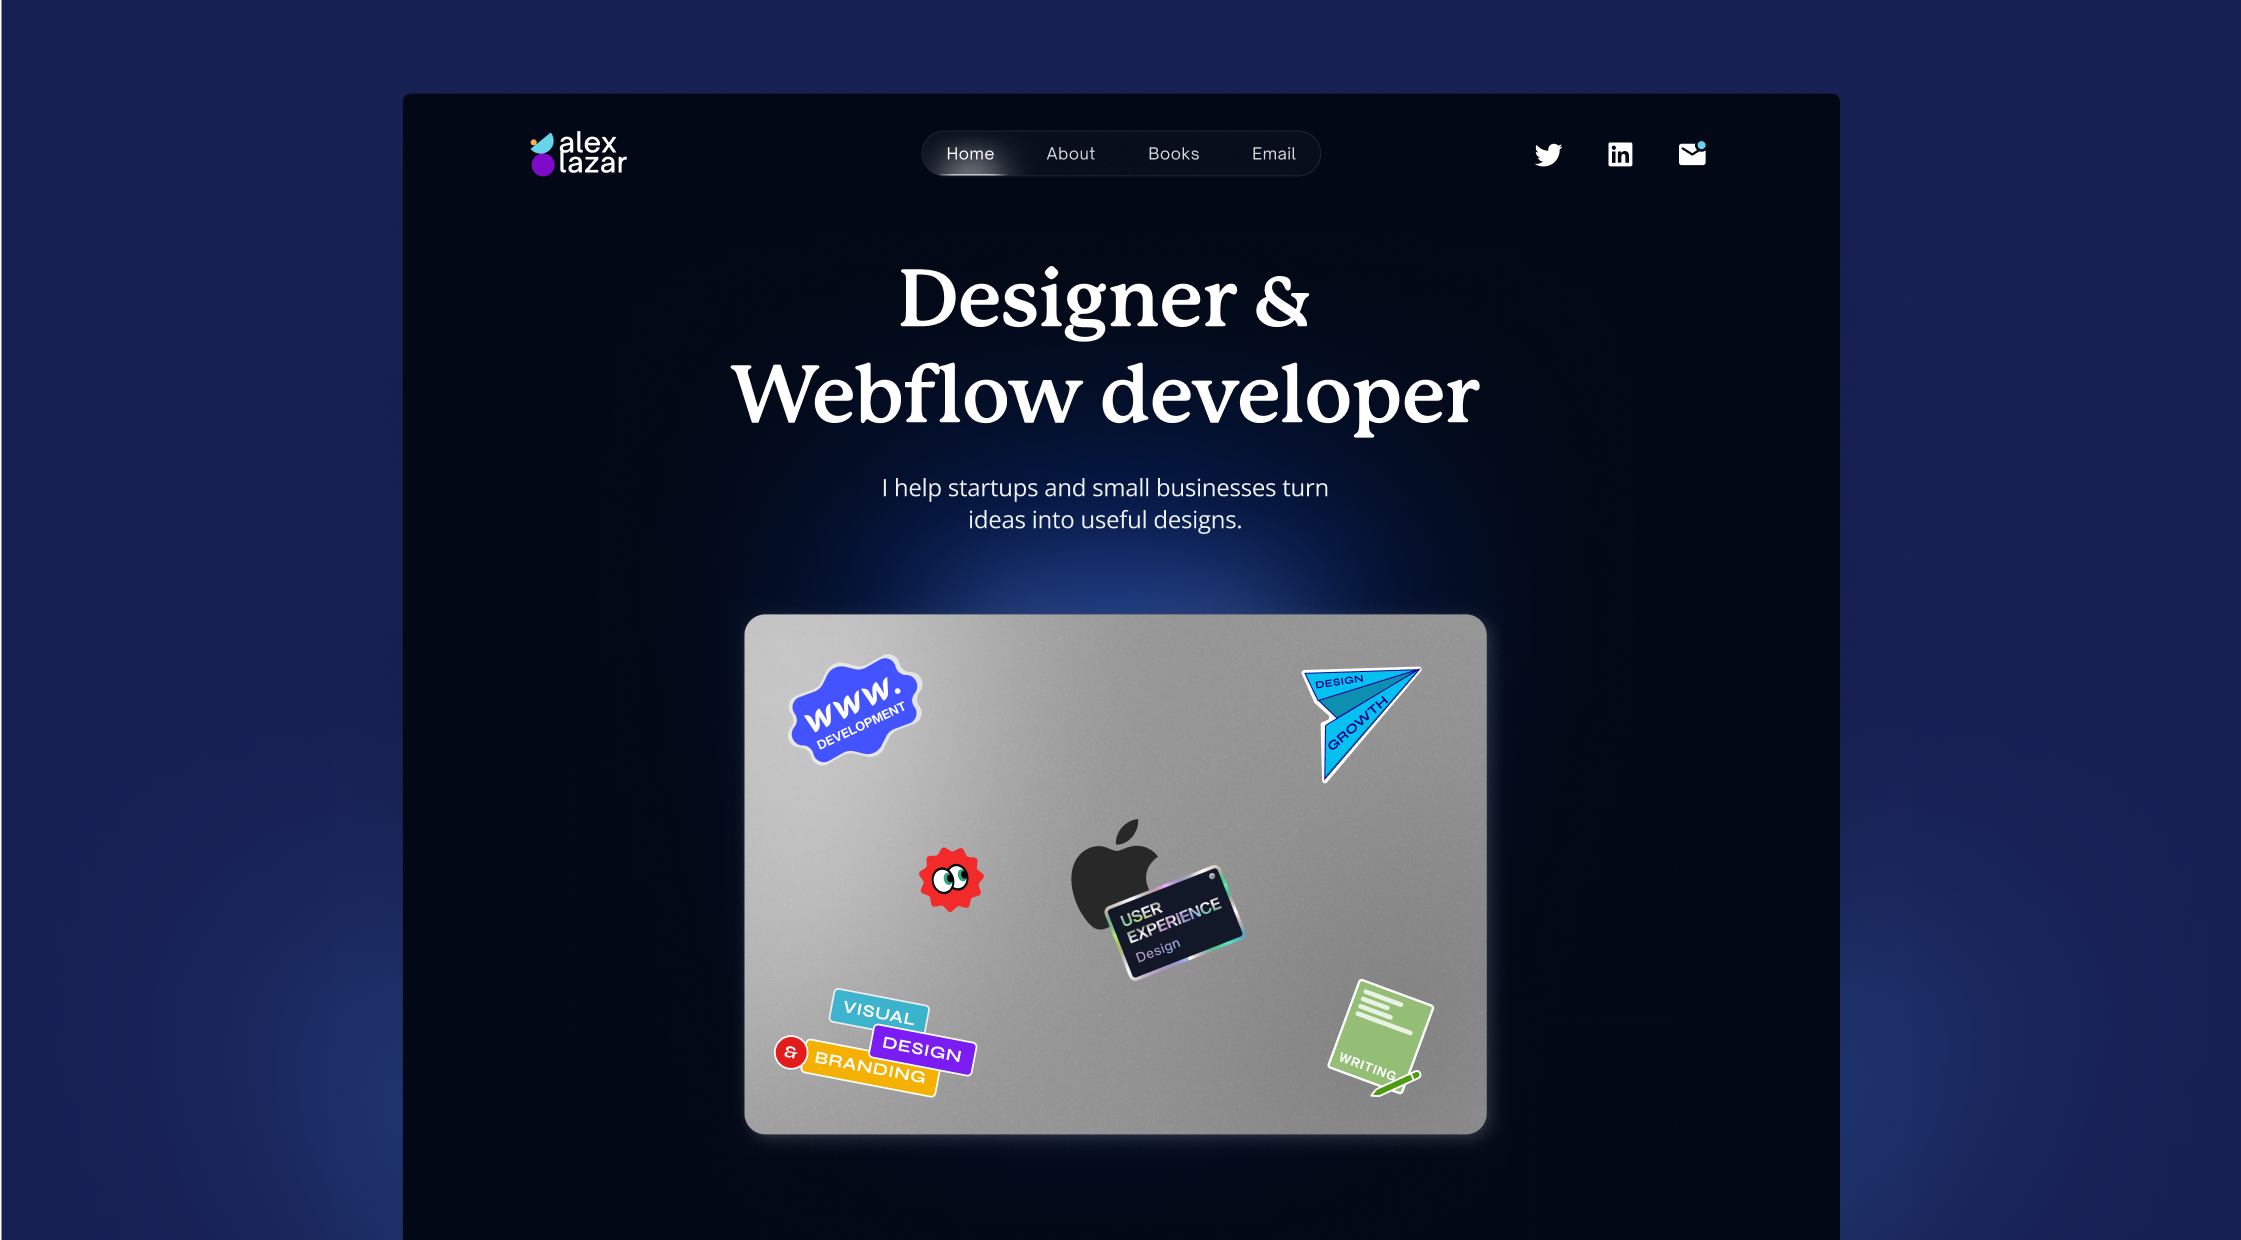 alex
lazar
Home
About
Books
Email
in
Designer &
Webflow developer
I help startups and small businesses turn
ideas into useful designs.
www.
DEVELOPMENT
DESIGN
GROWTH
USER
EXPERIENCE
Design
VISUAL
DESIGN
& BRANDING
WRITING